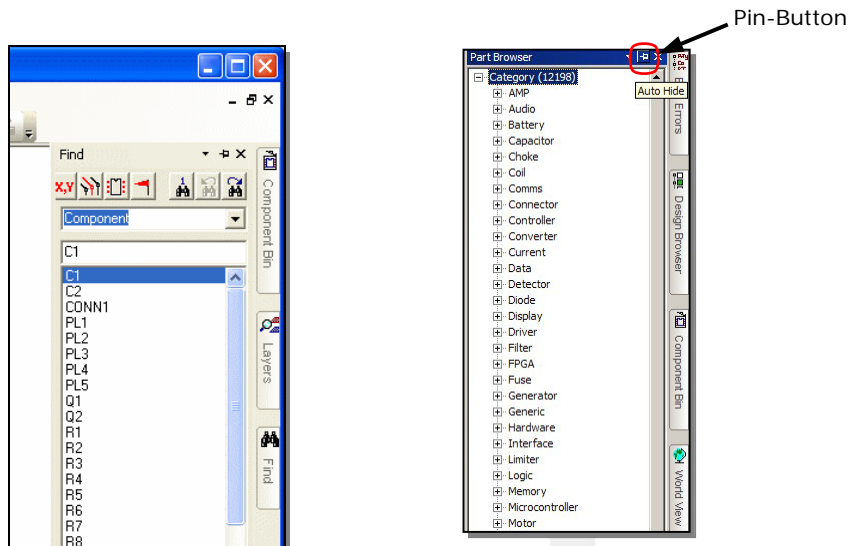 Pin-Button
Find
X,Y
1
Component
C1
C1
C2
CONN1
PL1
PL2
PL3
PL4
PL5
Q1
Q2
R1
R2
R3
R4
R5
R6
R7
R8
Component Bin
Layers
Find
Part Browser
Auto Hide
Category (12198)
AMP
Audio
Battery
Capacitor
Choke
Coil
Comms
Connector
Controller
Converter
Current
Data
Detector
Diode
Display
Driver
Filter
FPGA
Fuse
Generator
Generic
Hardware
Interface
Limiter
Logic
Memory
Microcontroller
Motor
Errors
Design Browser
Component Bin
World View